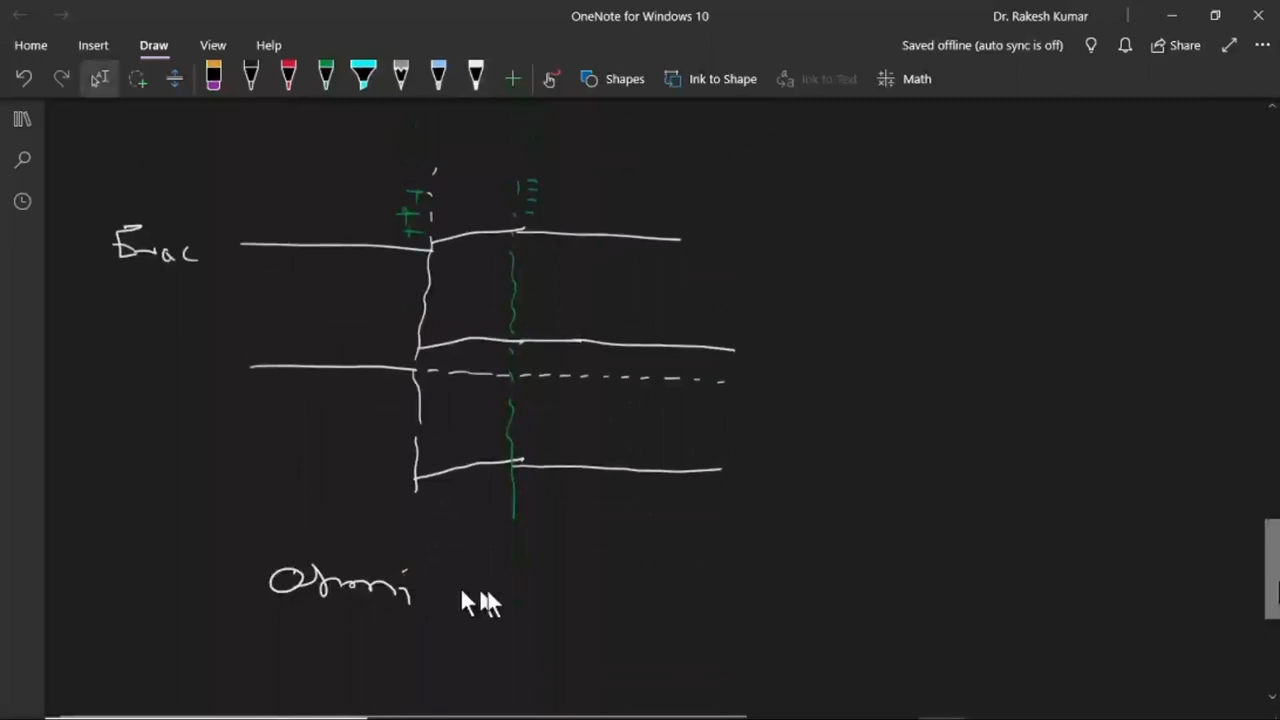 OneNote for Windows 10
Dr. Rakesh Kumar
Home Insert Draw View Help
Saved offline (auto sync is off) Share
Shapes Ink to Shape Ink to Text Math
Evac
+ + +
Ohmi